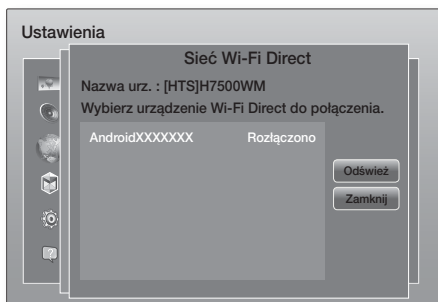 Ustawienia
Sieć Wi-Fi Direct
Nazwa urz. : [HTS]H7500WM
Wybierz urządzenie Wi-Fi Direct do połączenia.
AndroidXXXXXXX Rozłączono
Odśwież
Zamknij
?